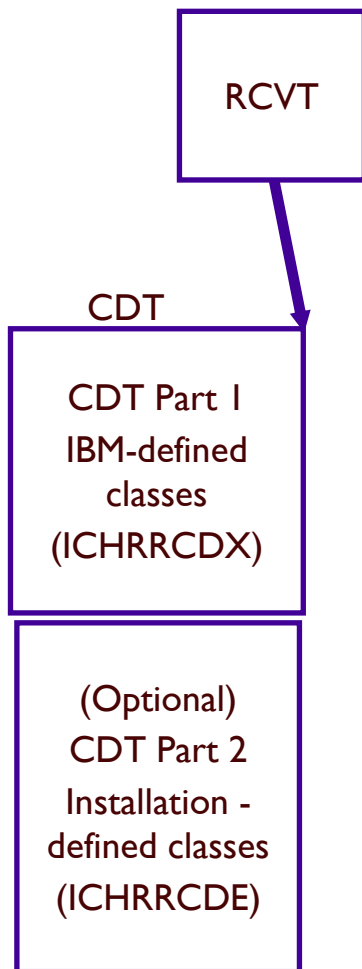 RCVT
CDT
CDT Part 1
IBM-defined
classes
(ICHRRCDX)
(Optional)
CDT Part 2
Installation -
defined classes
(ICHRRCDE)